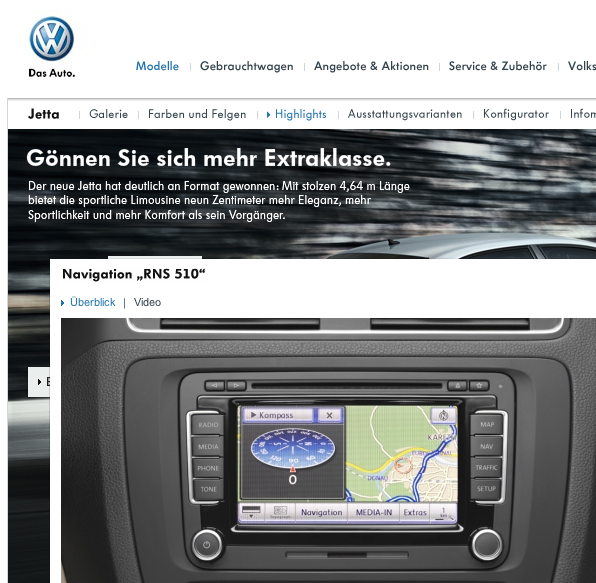 Das Auto.
Modelle | Gebrauchtwagen | Angebote & Aktionen | Service & Zubehör | Volks
Jetta | Galerie | Farben und Felgen | Highlights | Ausstattungsvarianten | Konfigurator | Infom
Gönnen Sie sich mehr Extraklasse.
Der neue Jetta hat deutlich an Format gewonnen: Mit stolzen 4,64 m Länge
bietet die sportliche Limousine neun Zentimeter mehr Eleganz, mehr
Sportlichkeit und mehr Komfort als sein Vorgänger.
Navigation „RNS 510“
Überblick | Video
RADIO
MEDIA
PHONE
TONE
Kompass X
0
DONAU
Navigation MEDIA-IN Extras
MAP
NAV
TRAFFIC
SETUP